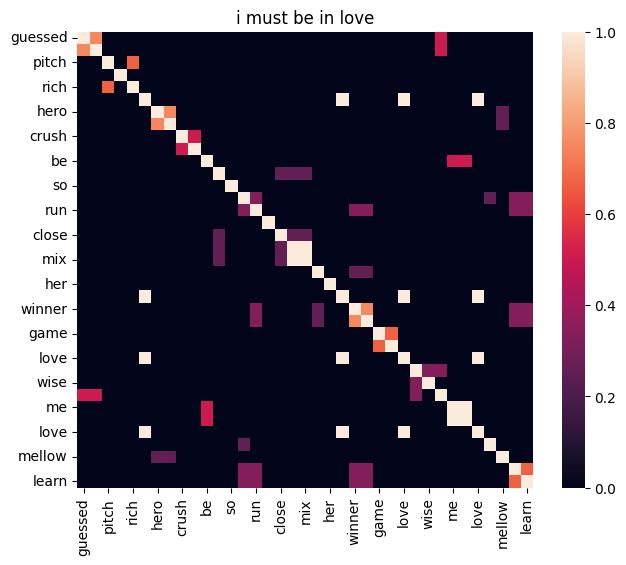 i must be in love
guessed
pitch
rich
hero
crush
be
so
run
close
mix
her
winner
game
love
wise
me
love
mellow
learn
guessed
pitch
rich
hero
crush
be
so
run
close
mix
her
winner
game
love
wise
me
love
mellow
learn
1.0
0.8
0.6
0.4
0.2
0.0